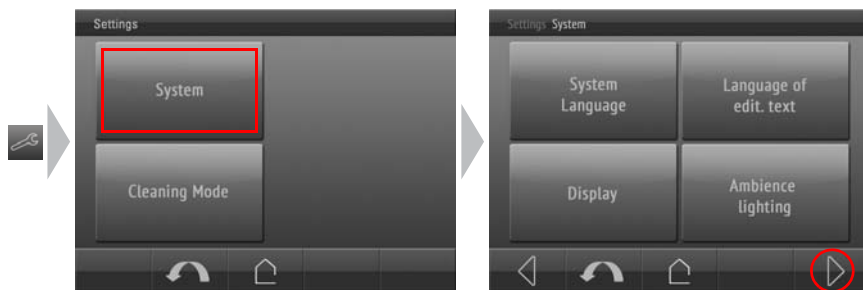 Settings
System
Cleaning Mode
Settings System
System
Language
Language of
edit. text
Display
Ambience
lighting